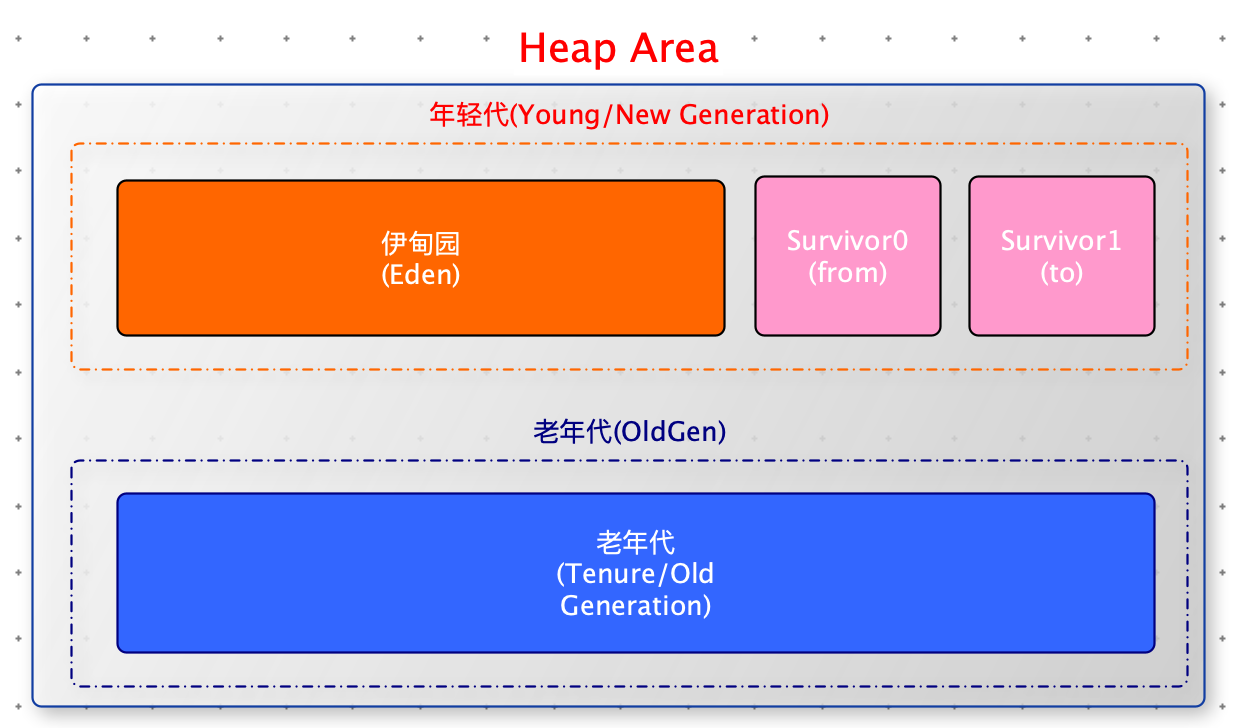 Heap Area
年轻代(Young/New Generation)
伊甸园
(Eden)
Survivor0
(from)
Survivor1
(to)
老年代(OldGen)
老年代
(Tenure/Old
Generation)